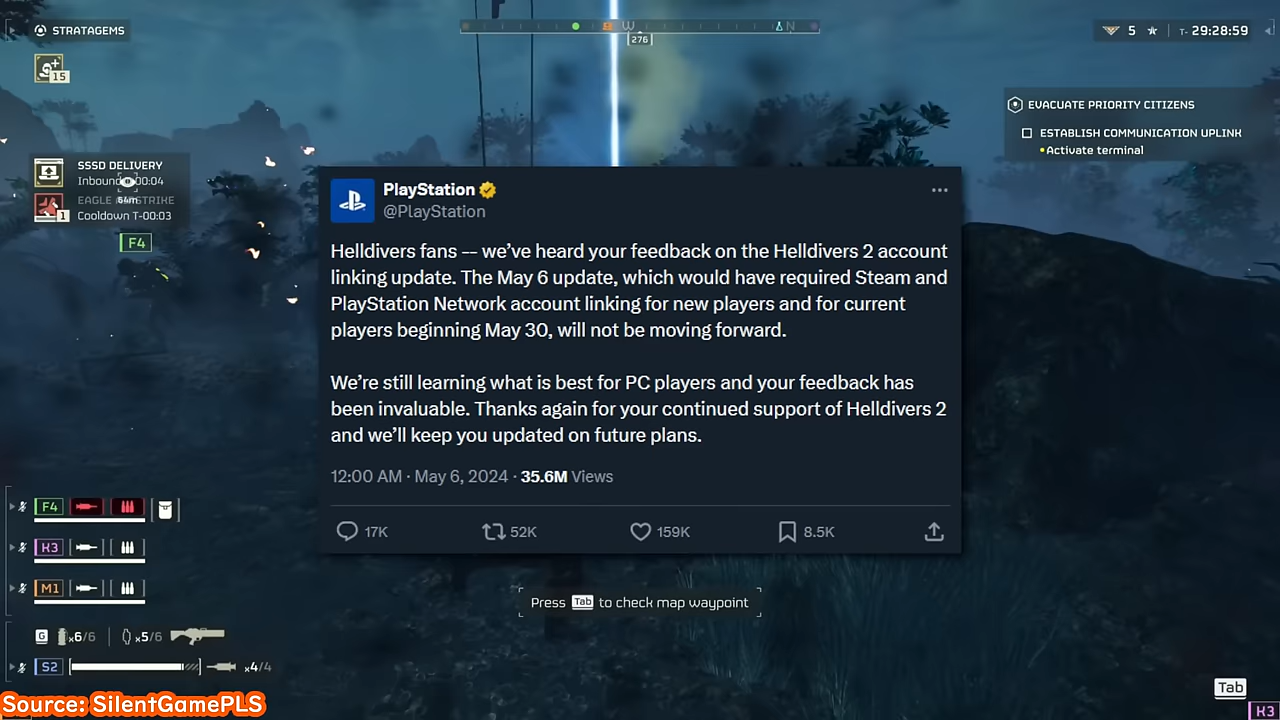 STRATAGEMS
15
W
N
276
5
T- 29:28:59
EVACUATE PRIORITY CITIZENS
ESTABLISH COMMUNICATION UPLINK
Activate terminal
SSSD DELIVERY
Inbound 00:04
EAGLE AIRSTRIKE
64m
1
Cooldown T-00:03
F4
PlayStation
@PlayStation
Helldivers fans -- we’ve heard your feedback on the Helldivers 2 account
linking update. The May 6 update, which would have required Steam and
PlayStation Network account linking for new players and for current
players beginning May 30, will not be moving forward.
We’re still learning what is best for PC players and your feedback has
been invaluable. Thanks again for your continued support of Helldivers 2
and we’ll keep you updated on future plans.
12:00 AM · May 6, 2024 · 35.6M Views
17K
52K
159K
8.5K
F4
K3
M1
Press Tab to check map waypoint
G x6/6 x5/6
S2 x4/4
Tab
K3
Source: SilentGamePLS